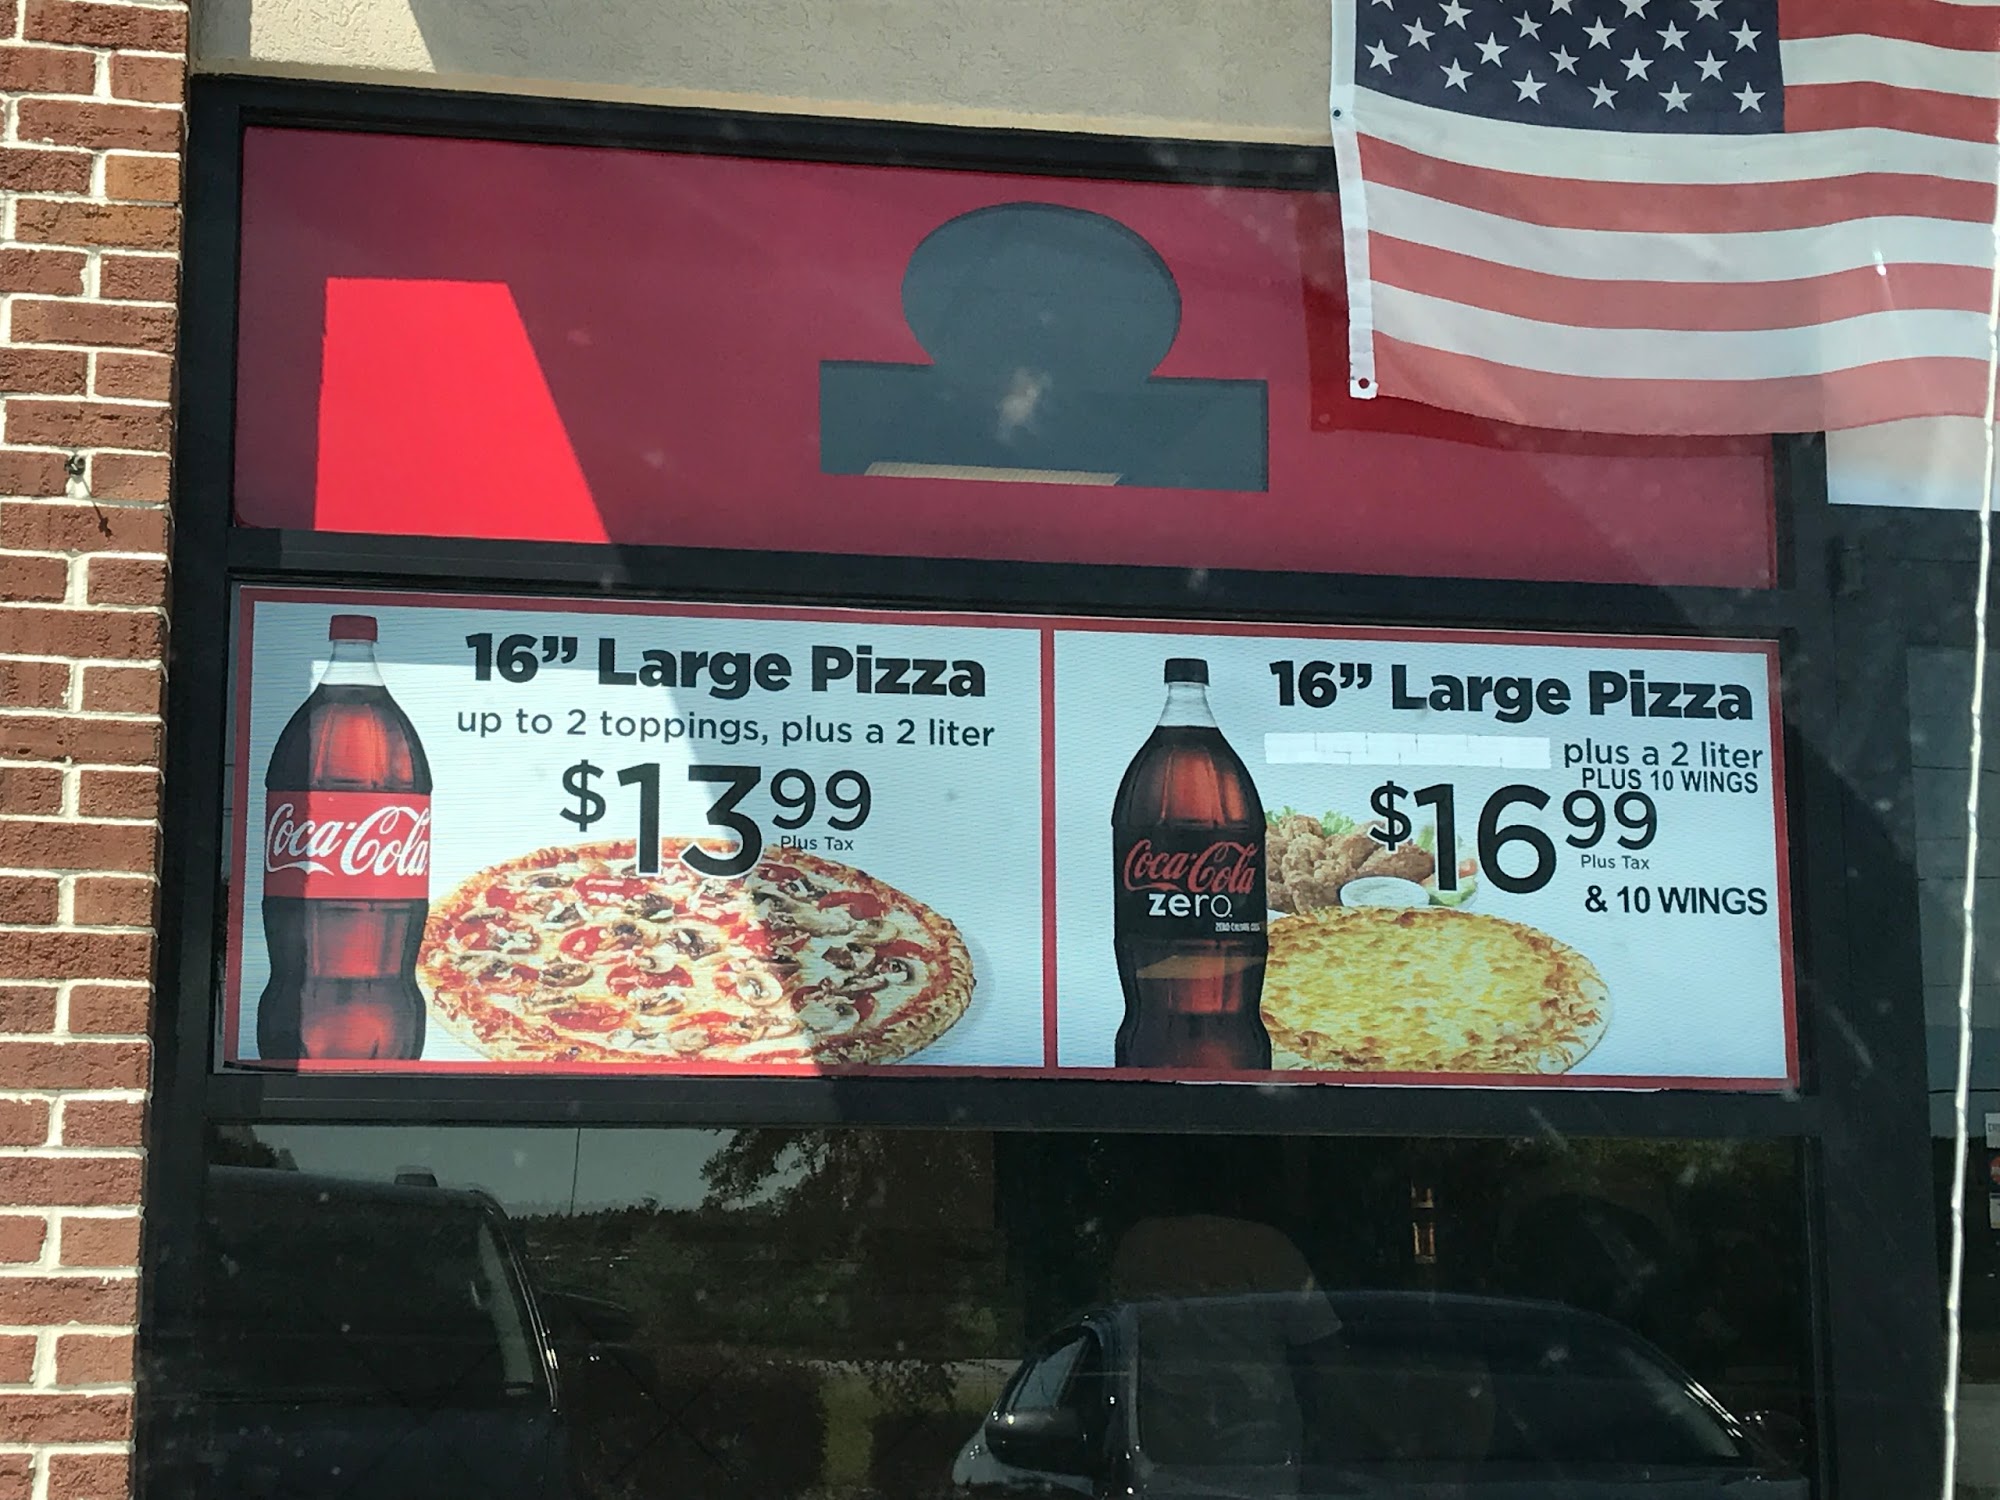 16” Large Pizza
up to 2 toppings, plus a 2 liter
$13.99
Plus Tax
Coca-Cola
16” Large Pizza
plus a 2 liter
PLUS 10 WINGS
$16.99
Plus Tax
& 10 WINGS
Coca-Cola
zero